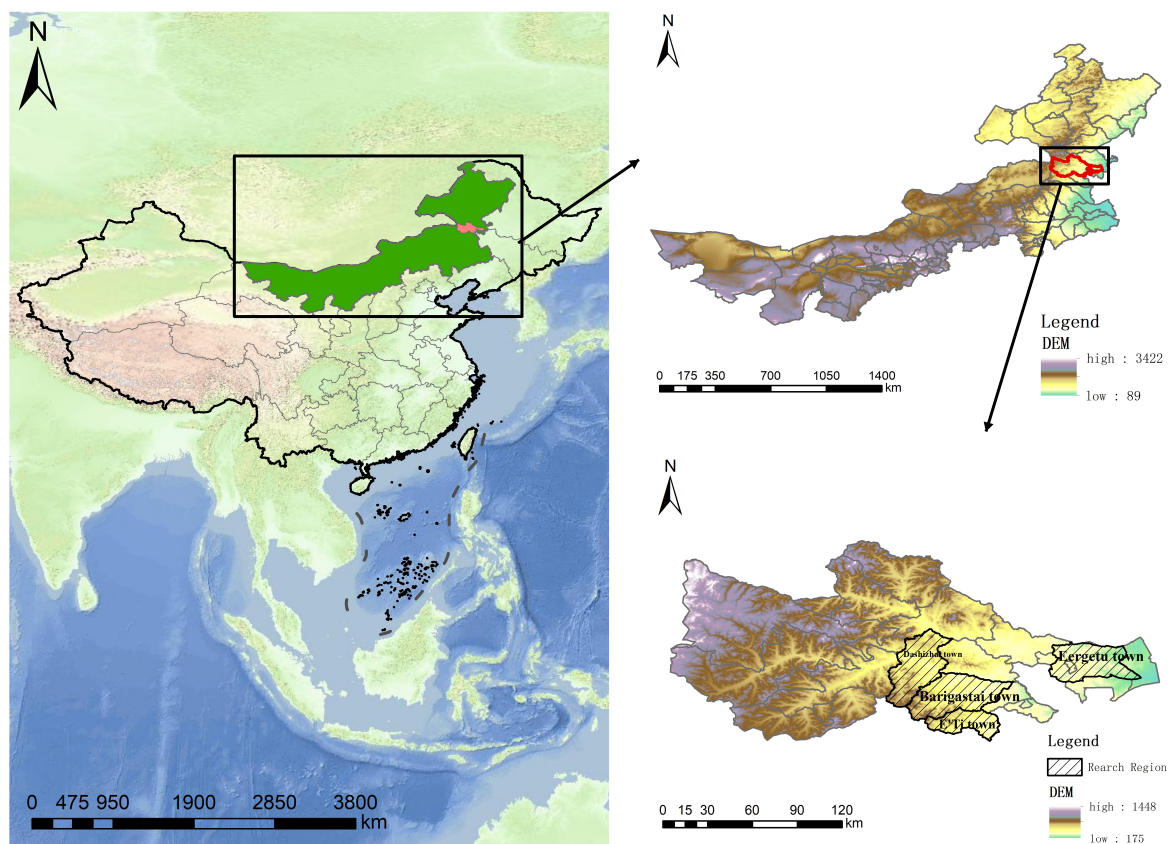 N
0 475 950 1900 2850 3800
km
N
Legend
DEM
high : 3422
low : 89
0 175 350 700 1050 1400
km
N
Dashizhai town
Eergetu town
Barigastai town
E'Ti town
Legend
Rearch Region
DEM
high : 1448
low : 175
0 15 30 60 90 120
km